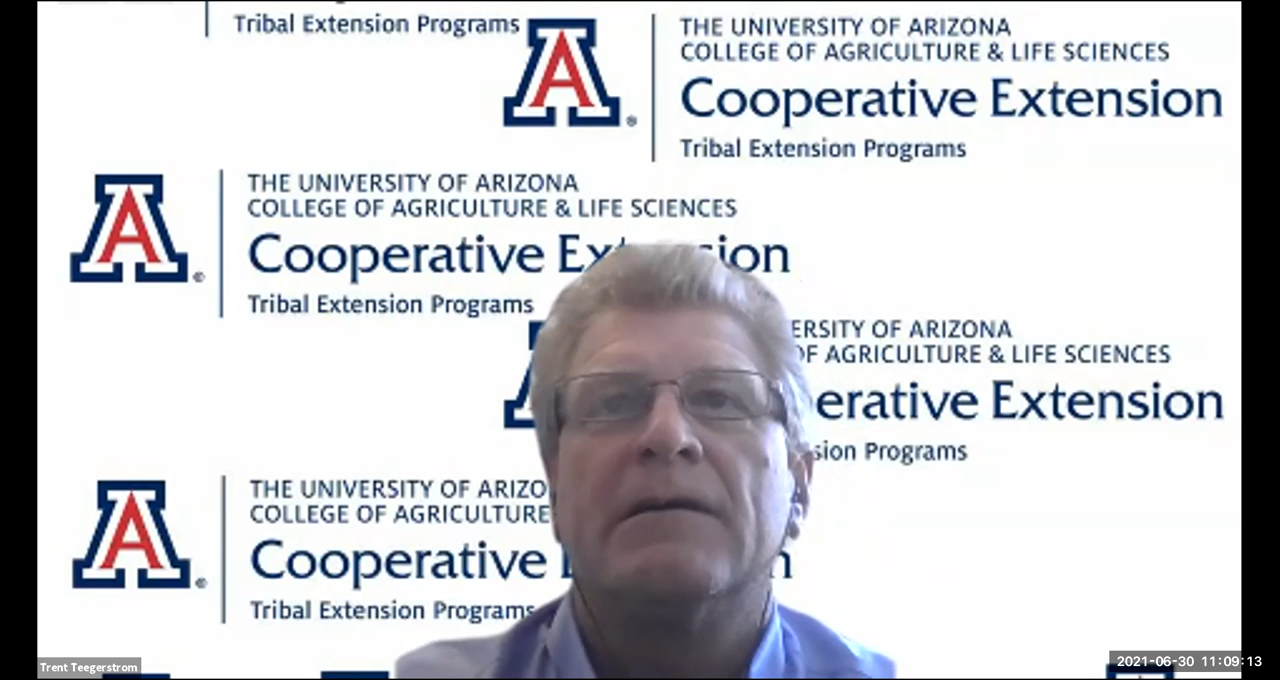 Tribal Extension Programs
THE UNIVERSITY OF ARIZONA
COLLEGE OF AGRICULTURE & LIFE SCIENCES
Cooperative Extension
Tribal Extension Programs
A
®
THE UNIVERSITY OF ARIZONA
COLLEGE OF AGRICULTURE & LIFE SCIENCES
Cooperative Ex sion
Tribal Extension Programs
A
®
ERSITY OF ARIZONA
OF AGRICULTURE & LIFE SCIENCES
erative Extension
sion Programs
THE UNIVERSITY OF ARIZO
COLLEGE OF AGRICULTURE
Cooperative
Tribal Extension Programs
A
®
Trent Teegerstrom
2021-06-30 11:09:13